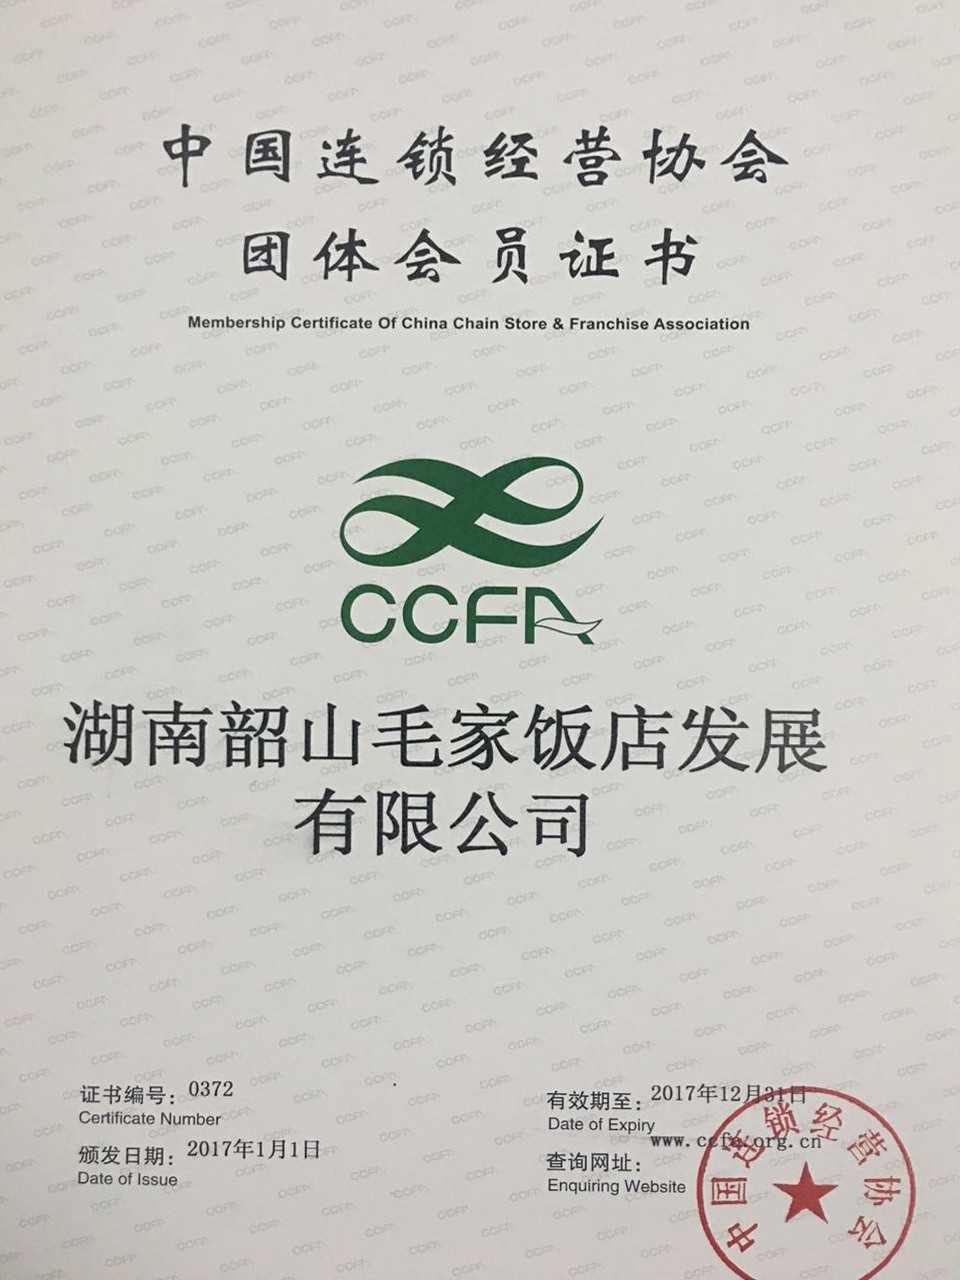 中国连锁经营协会
团体会员证书
Membership Certificate Of China Chain Store & Franchise Association
CCFA
湖南韶山毛家饭店发展
有限公司
证书编号：0372
Certificate Number
颁发日期：2017年1月1日
Date of Issue
有效期至：2017年12月31日
Date of Expiry
www.ccfa.org.cn
查询网址：
Enquiring Website
中国连锁经营协会